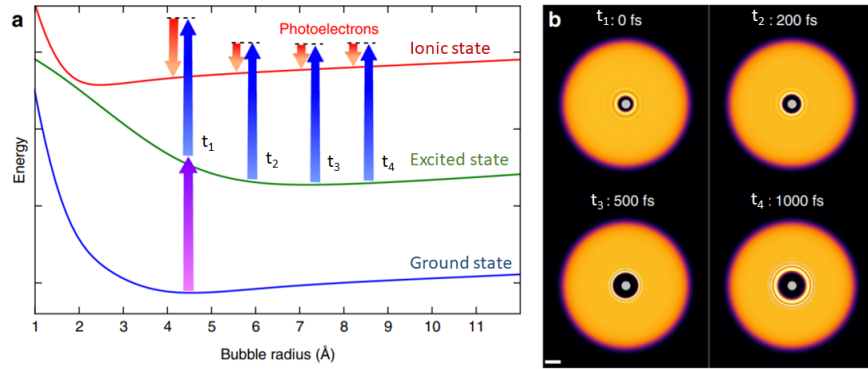 a
Photoelectrons
Ionic state
t₁
t₂
t₃
t₄
Excited state
Ground state
Energy
1 2 3 4 5 6 7 8 9 10 11
Bubble radius (Å)
b
t₁: 0 fs
t₂: 200 fs
t₃: 500 fs
t₄: 1000 fs